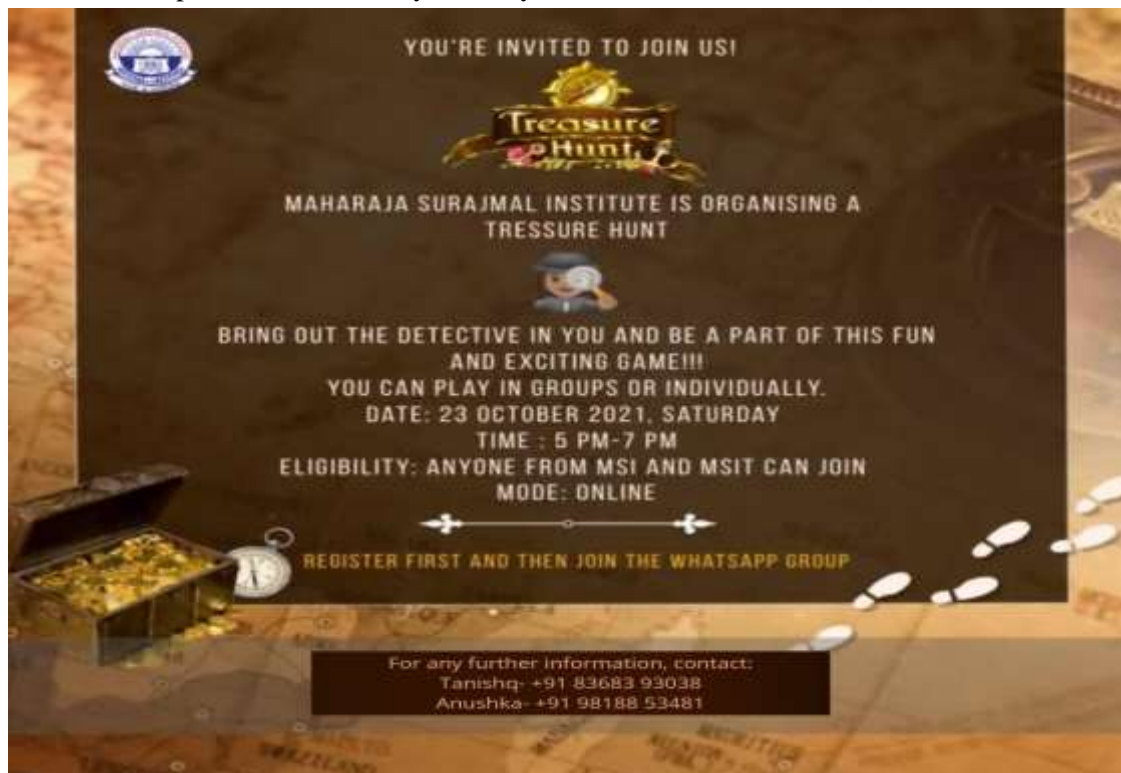 YOU'RE INVITED TO JOIN US!
Treasure
Hunt
MAHARAJA SURAJMAL INSTITUTE IS ORGANISING A
TRESSURE HUNT
BRING OUT THE DETECTIVE IN YOU AND BE A PART OF THIS FUN
AND EXCITING GAME!!!
YOU CAN PLAY IN GROUPS OR INDIVIDUALLY.
DATE: 23 OCTOBER 2021, SATURDAY
TIME : 5 PM-7 PM
ELIGIBILITY: ANYONE FROM MSI AND MSIT CAN JOIN
MODE: ONLINE
REGISTER FIRST AND THEN JOIN THE WHATSAPP GROUP
For any further information, contact:
Tanishq- +91 83683 93038
Anushka- +91 98188 53481